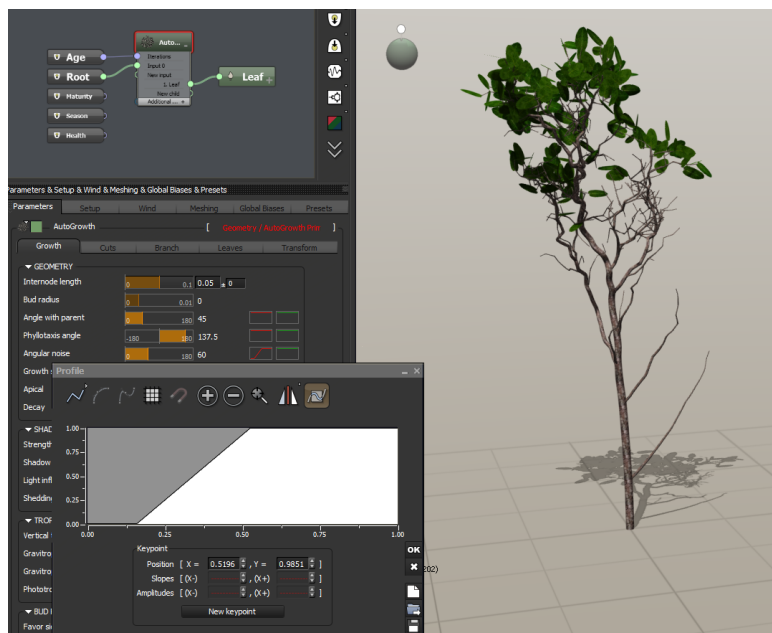 Auto...
Age
Iterations
Input 0
Root
New input
1. Leaf
Leaf
Maturity
New child
Additional ...
Season
Health
Parameters & Setup & Wind & Meshing & Global Biases & Presets
Parameters Setup Wind Meshing Global Biases Presets
AutoGrowth [ Geometry / AutoGrowth ]
Growth Cuts Branch Leaves Transform
GEOMETRY
Internode length 0 0.1 0.05 ± 0
Bud radius 0 0.01 0
Angle with parent 0 180 45
Phyllotaxis angle -180 180 137.5
Angular noise 0 180 60
Growth
Profile
Apical
Decay
SHAD
Strength
Shadow
Light infl
Shedding
TROP
Vertical
Gravitro
Gravitro
Phototro
BUD
Favor si
1.00
0.75
0.50
0.25
0.00
0.00 0.25 0.50 0.75 1.00
Keypoint
Position [ X = 0.5196 , Y = 0.9851 ]
Slopes [ (X-) , (X+) ]
Amplitudes [ (X-) , (X+) ]
New keypoint
OK
202)